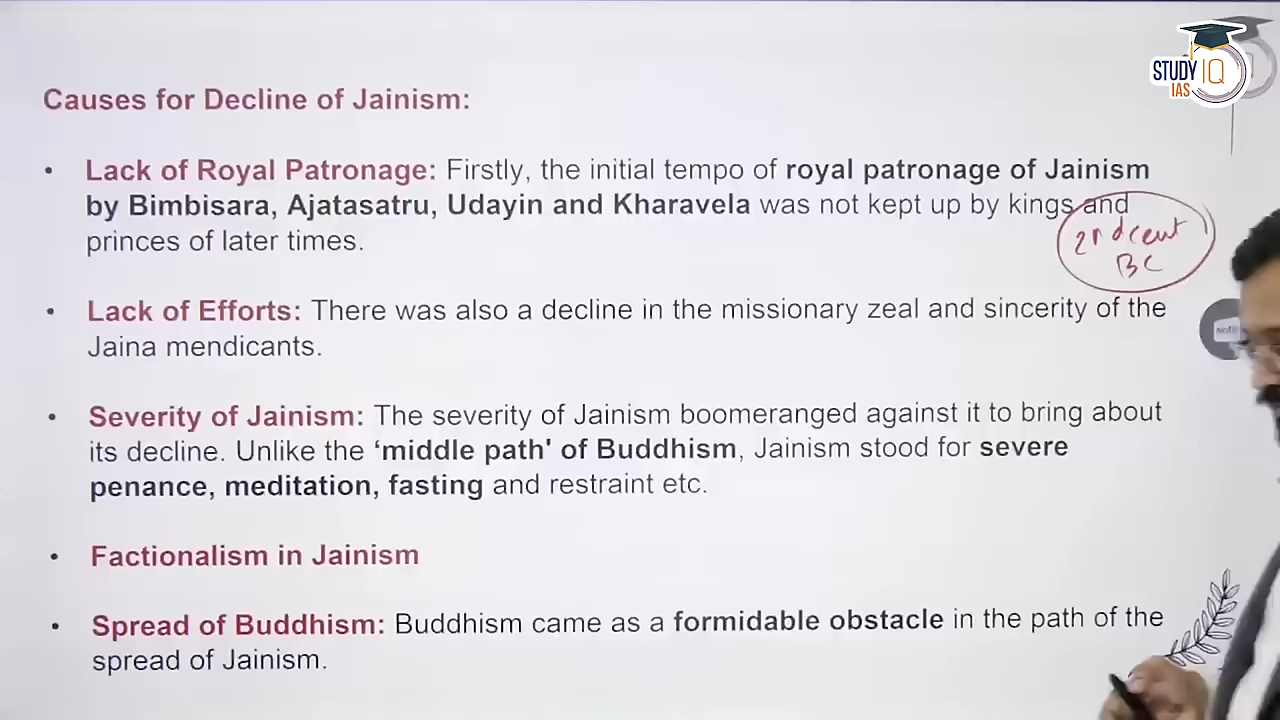 STUDY IQ
IAS
Causes for Decline of Jainism:
• Lack of Royal Patronage: Firstly, the initial tempo of royal patronage of Jainism
by Bimbisara, Ajatasatru, Udayin and Kharavela was not kept up by kings and
princes of later times.
2nd cent
BC
• Lack of Efforts: There was also a decline in the missionary zeal and sincerity of the
Jaina mendicants.
• Severity of Jainism: The severity of Jainism boomeranged against it to bring about
its decline. Unlike the ‘middle path' of Buddhism, Jainism stood for severe
penance, meditation, fasting and restraint etc.
• Factionalism in Jainism
• Spread of Buddhism: Buddhism came as a formidable obstacle in the path of the
spread of Jainism.